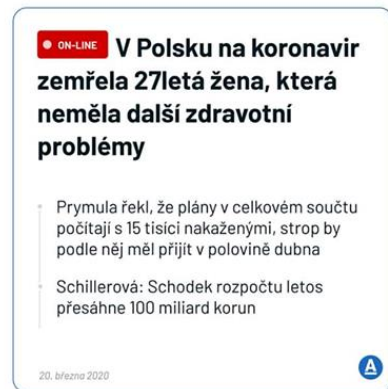 ON-LINE V Polsku na koronavir
zemřela 27letá žena, která
neměla další zdravotní
problémy
Prymula řekl, že plány v celkovém součtu
počítají s 15 tisíci nakaženými, strop by
podle něj měl přijít v polovině dubna
Schillerová: Schodek rozpočtu letos
přesáhne 100 miliard korun
20. března 2020
A